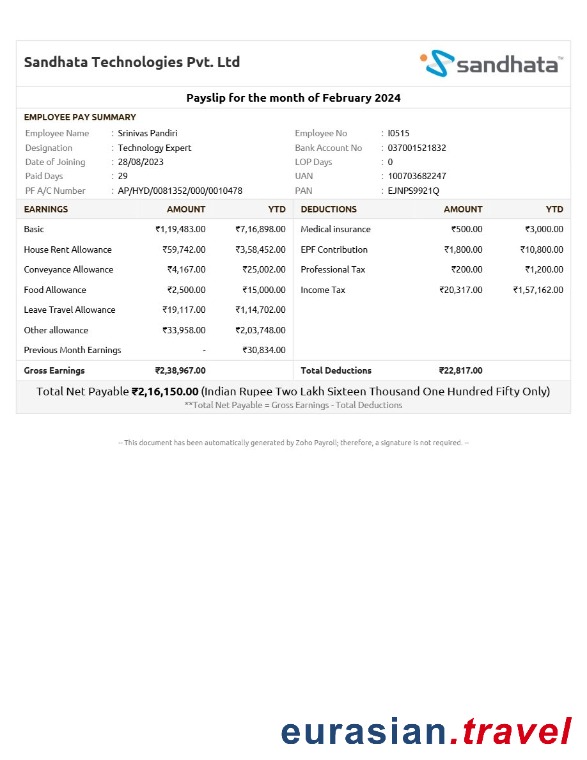 Sandhata Technologies Pvt. Ltd
sandhata™
Payslip for the month of February 2024
EMPLOYEE PAY SUMMARY
Employee Name : Srinivas Pandiri Employee No : I0515
Designation : Technology Expert Bank Account No : 037001521832
Date of Joining : 28/08/2023 LOP Days : 0
Paid Days : 29 UAN : 100703682247
PF A/C Number : AP/HYD/0081352/000/0010478 PAN : EJNPS9921Q
EARNINGS AMOUNT YTD DEDUCTIONS AMOUNT YTD
Basic ₹1,19,483.00 ₹7,16,898.00 Medical insurance ₹500.00 ₹3,000.00
House Rent Allowance ₹59,742.00 ₹3,58,452.00 EPF Contribution ₹1,800.00 ₹10,800.00
Conveyance Allowance ₹4,167.00 ₹25,002.00 Professional Tax ₹200.00 ₹1,200.00
Food Allowance ₹2,500.00 ₹15,000.00 Income Tax ₹20,317.00 ₹1,57,162.00
Leave Travel Allowance ₹19,117.00 ₹1,14,702.00
Other allowance ₹33,958.00 ₹2,03,748.00
Previous Month Earnings - ₹30,834.00
Gross Earnings ₹2,38,967.00 Total Deductions ₹22,817.00
Total Net Payable ₹2,16,150.00 (Indian Rupee Two Lakh Sixteen Thousand One Hundred Fifty Only)
**Total Net Payable = Gross Earnings - Total Deductions
-- This document has been automatically generated by Zoho Payroll; therefore, a signature is not required. --
eurasian.travel